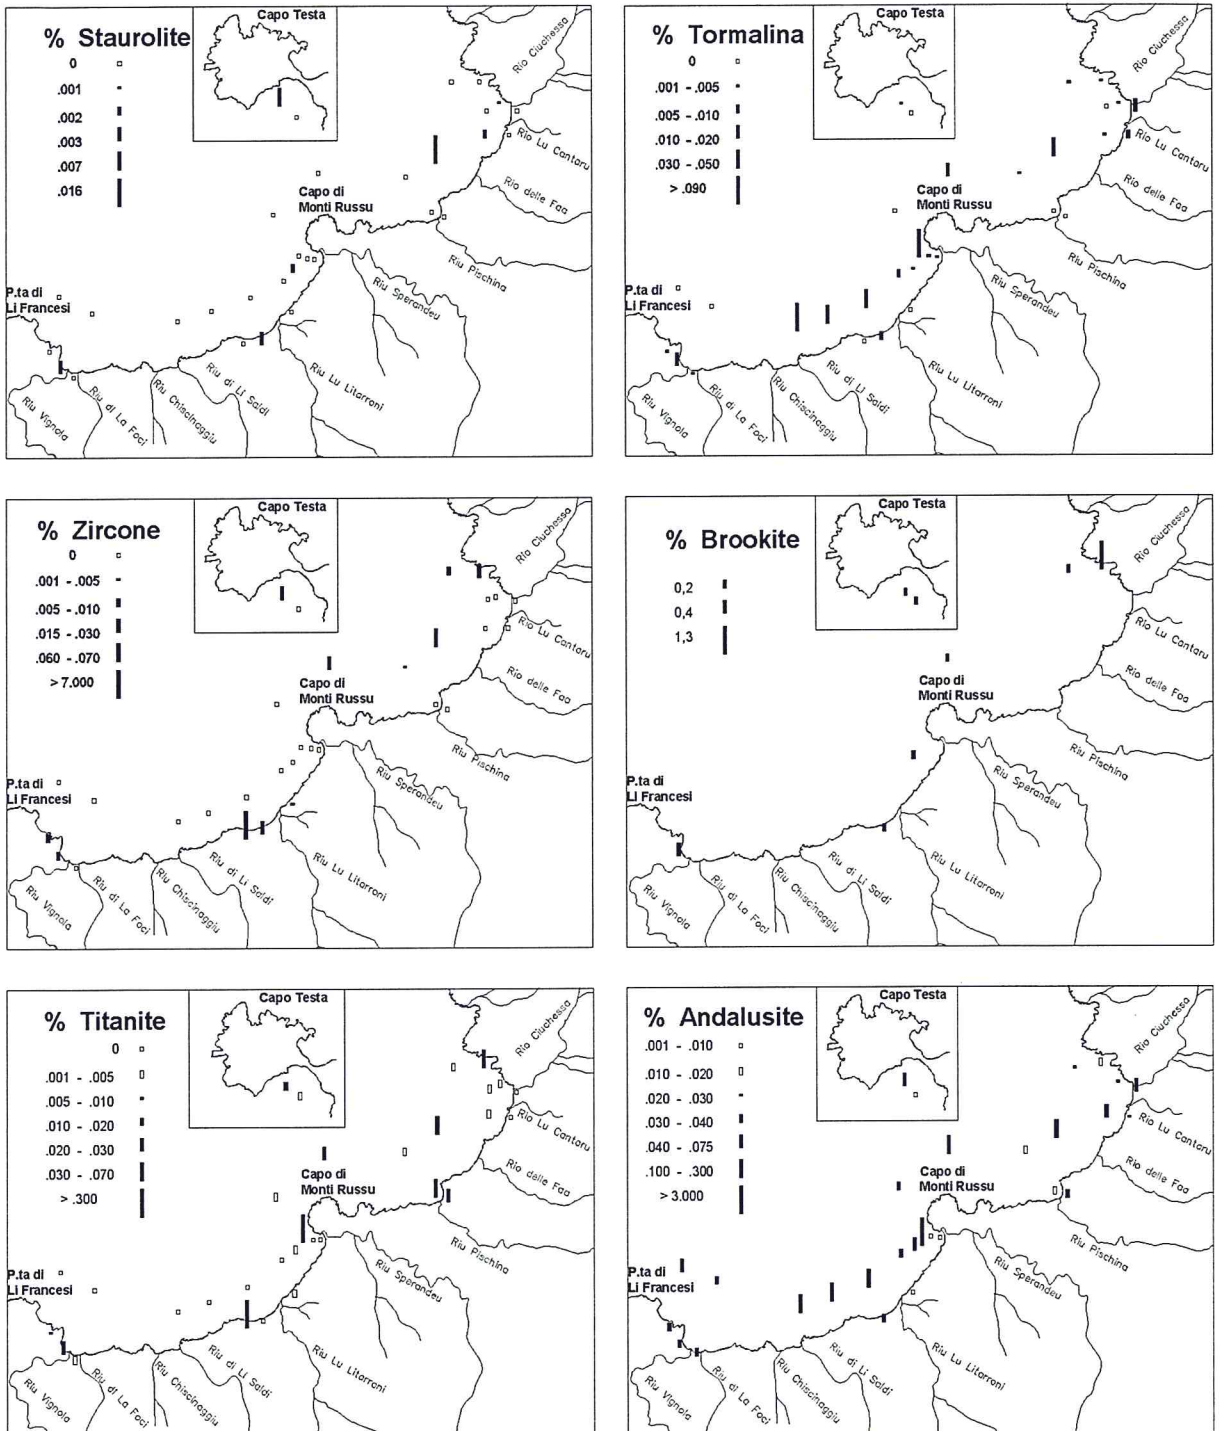 Capo Testa
% Staurolite
0
.001
.002
.003
.007
.016
Rio Ciuchessa
Rio Lu Cantaru
Rio delle Faa
Capo di
Monti Russu
Riu Pischina
Riu Sperandeu
P.ta di
Li Francesi
Riu Vignola
Riu di La Foci
Riu Chiscinaggiu
Riu di Li Saldi
Riu Lu Litarroni
Capo Testa
% Tormalina
0
.001 - .005
.005 - .010
.010 - .020
.030 - .050
> .090
Rio Ciuchessa
Rio Lu Cantaru
Rio delle Faa
Capo di
Monti Russu
Riu Pischina
Riu Sperandeu
P.ta di
Li Francesi
Riu Vignola
Riu di La Foci
Riu Chiscinaggiu
Riu di Li Saldi
Riu Lu Litarroni
Capo Testa
% Zircone
0
.001 - .005
.005 - .010
.015 - .030
.060 - .070
> 7.000
Rio Ciuchessa
Rio Lu Cantaru
Rio delle Faa
Capo di
Monti Russu
Riu Pischina
Riu Sperandeu
P.ta di
Li Francesi
Riu Vignola
Riu di La Foci
Riu Chiscinaggiu
Riu di Li Saldi
Riu Lu Litarroni
Capo Testa
% Brookite
0,2
0,4
1,3
Rio Ciuchessa
Rio Lu Cantaru
Rio delle Faa
Capo di
Monti Russu
Riu Pischina
Riu Sperandeu
P.ta di
Li Francesi
Riu Vignola
Riu di La Foci
Riu Chiscinaggiu
Riu di Li Saldi
Riu Lu Litarroni
Capo Testa
% Titanite
0
.001 - .005
.005 - .010
.010 - .020
.020 - .030
.030 - .070
> .300
Rio Ciuchessa
Rio Lu Cantaru
Rio delle Faa
Capo di
Monti Russu
Riu Pischina
Riu Sperandeu
P.ta di
Li Francesi
Riu Vignola
Riu di La Foci
Riu Chiscinaggiu
Riu di Li Saldi
Riu Lu Litarroni
Capo Testa
% Andalusite
.001 - .010
.010 - .020
.020 - .030
.030 - .040
.040 - .075
.100 - .300
> 3.000
Rio Ciuchessa
Rio Lu Cantaru
Rio delle Faa
Capo di
Monti Russu
Riu Pischina
Riu Sperandeu
P.ta di
Li Francesi
Riu Vignola
Riu di La Foci
Riu Chiscinaggiu
Riu di Li Saldi
Riu Lu Litarroni